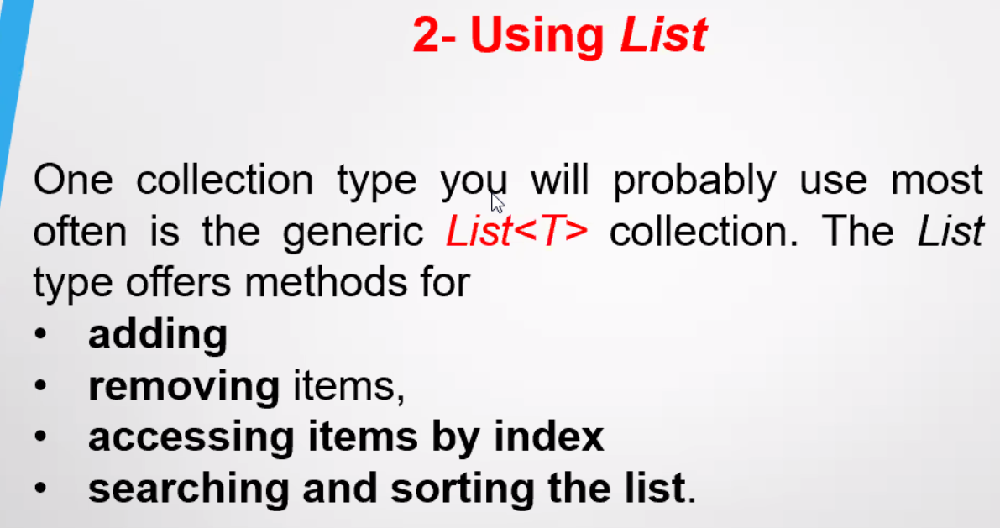 2- Using List
One collection type you will probably use most
often is the generic List<T> collection. The List
type offers methods for
• adding
• removing items,
• accessing items by index
• searching and sorting the list.